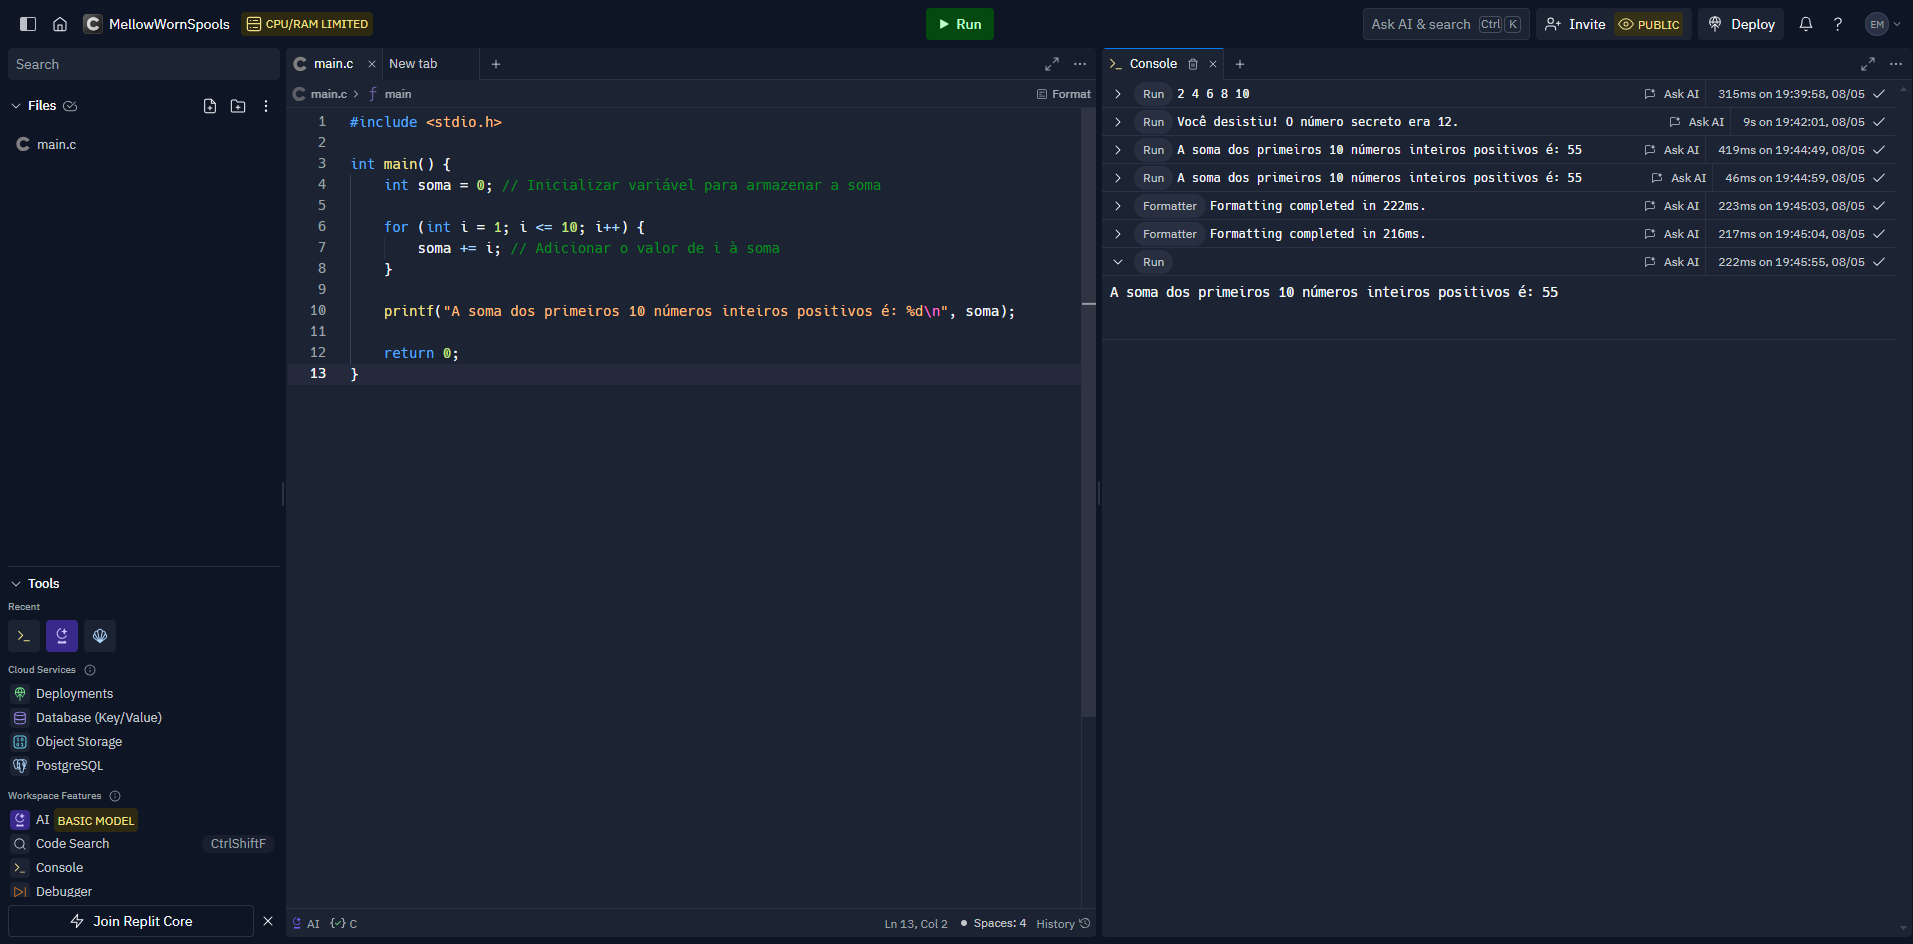 MellowWornSpools
CPU/RAM LIMITED
Run
Ask AI & search Ctrl K
Invite
PUBLIC
Deploy
EM
Search
Files
main.c
Tools
Recent
Cloud Services
Deployments
Database (Key/Value)
Object Storage
PostgreSQL
Workspace Features
AI BASIC MODEL
Code Search CtrlShiftF
Console
Debugger
Join Replit Core
main.c
New tab
main.c > main
Format
1 #include <stdio.h>
2
3 int main() {
4 int soma = 0; // Inicializar variável para armazenar a soma
5
6 for (int i = 1; i <= 10; i++) {
7 soma += i; // Adicionar o valor de i à soma
8 }
9
10 printf("A soma dos primeiros 10 números inteiros positivos é: %d\n", soma);
11
12 return 0;
13 }
AI
C
Ln 13, Col 2
Spaces: 4
History
Console
Run 2 4 6 8 10 Ask AI 315ms on 19:39:58, 08/05
Run Você desistiu! O número secreto era 12. Ask AI 9s on 19:42:01, 08/05
Run A soma dos primeiros 10 números inteiros positivos é: 55 Ask AI 419ms on 19:44:49, 08/05
Run A soma dos primeiros 10 números inteiros positivos é: 55 Ask AI 46ms on 19:44:59, 08/05
Formatter Formatting completed in 222ms. Ask AI 223ms on 19:45:03, 08/05
Formatter Formatting completed in 216ms. Ask AI 217ms on 19:45:04, 08/05
Run Ask AI 222ms on 19:45:55, 08/05
A soma dos primeiros 10 números inteiros positivos é: 55